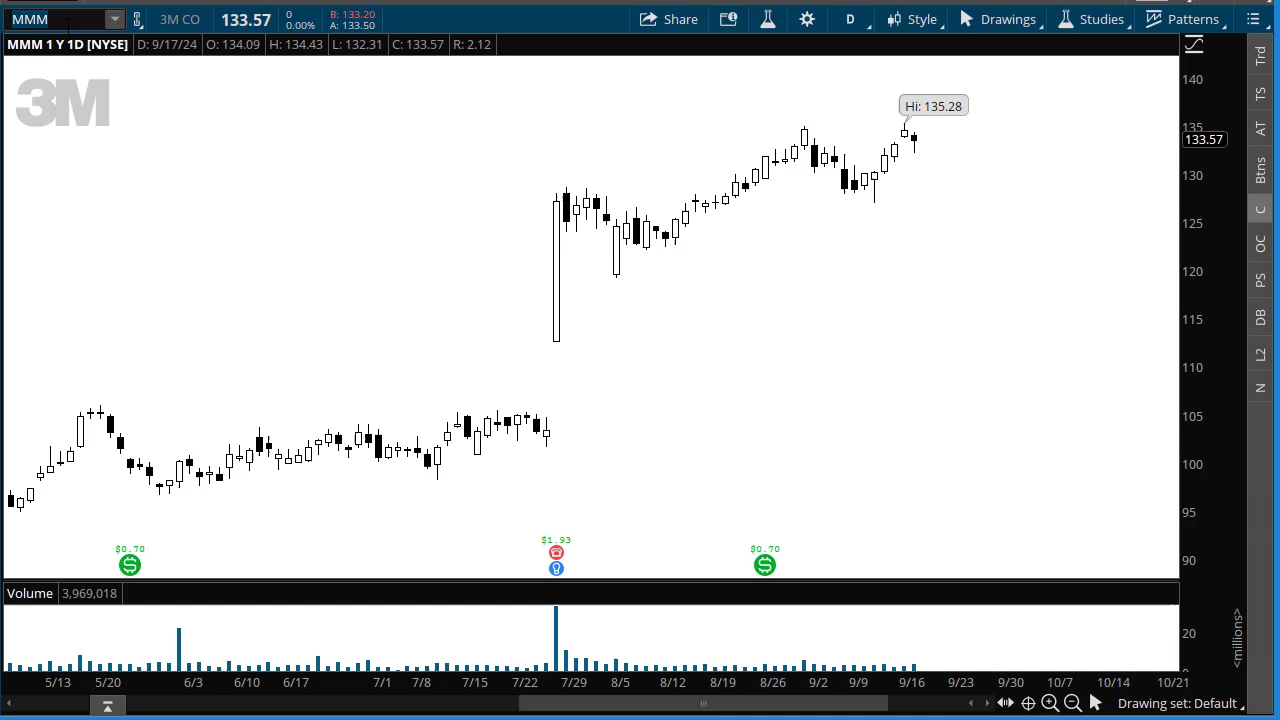 MMM
3M CO
133.57
0
0.00%
B: 133.20
A: 133.50
Share
D
Style
Drawings
Studies
Patterns
MMM 1 Y 1D [NYSE]
D: 9/17/24
O: 134.09
H: 134.43
L: 132.31
C: 133.57
R: 2.12
3M
Hi: 135.28
140
135
133.57
130
125
120
115
110
105
100
95
90
$0.70
$1.93
$0.70
Volume
3,969,018
20
<millions>
5/13
5/20
6/3
6/10
6/17
7/1
7/8
7/15
7/22
7/29
8/5
8/12
8/19
8/26
9/2
9/9
9/16
9/23
9/30
10/7
10/14
10/21
Drawing set: Default
Trd
TS
AT
Btns
C
OC
PS
DB
L2
N